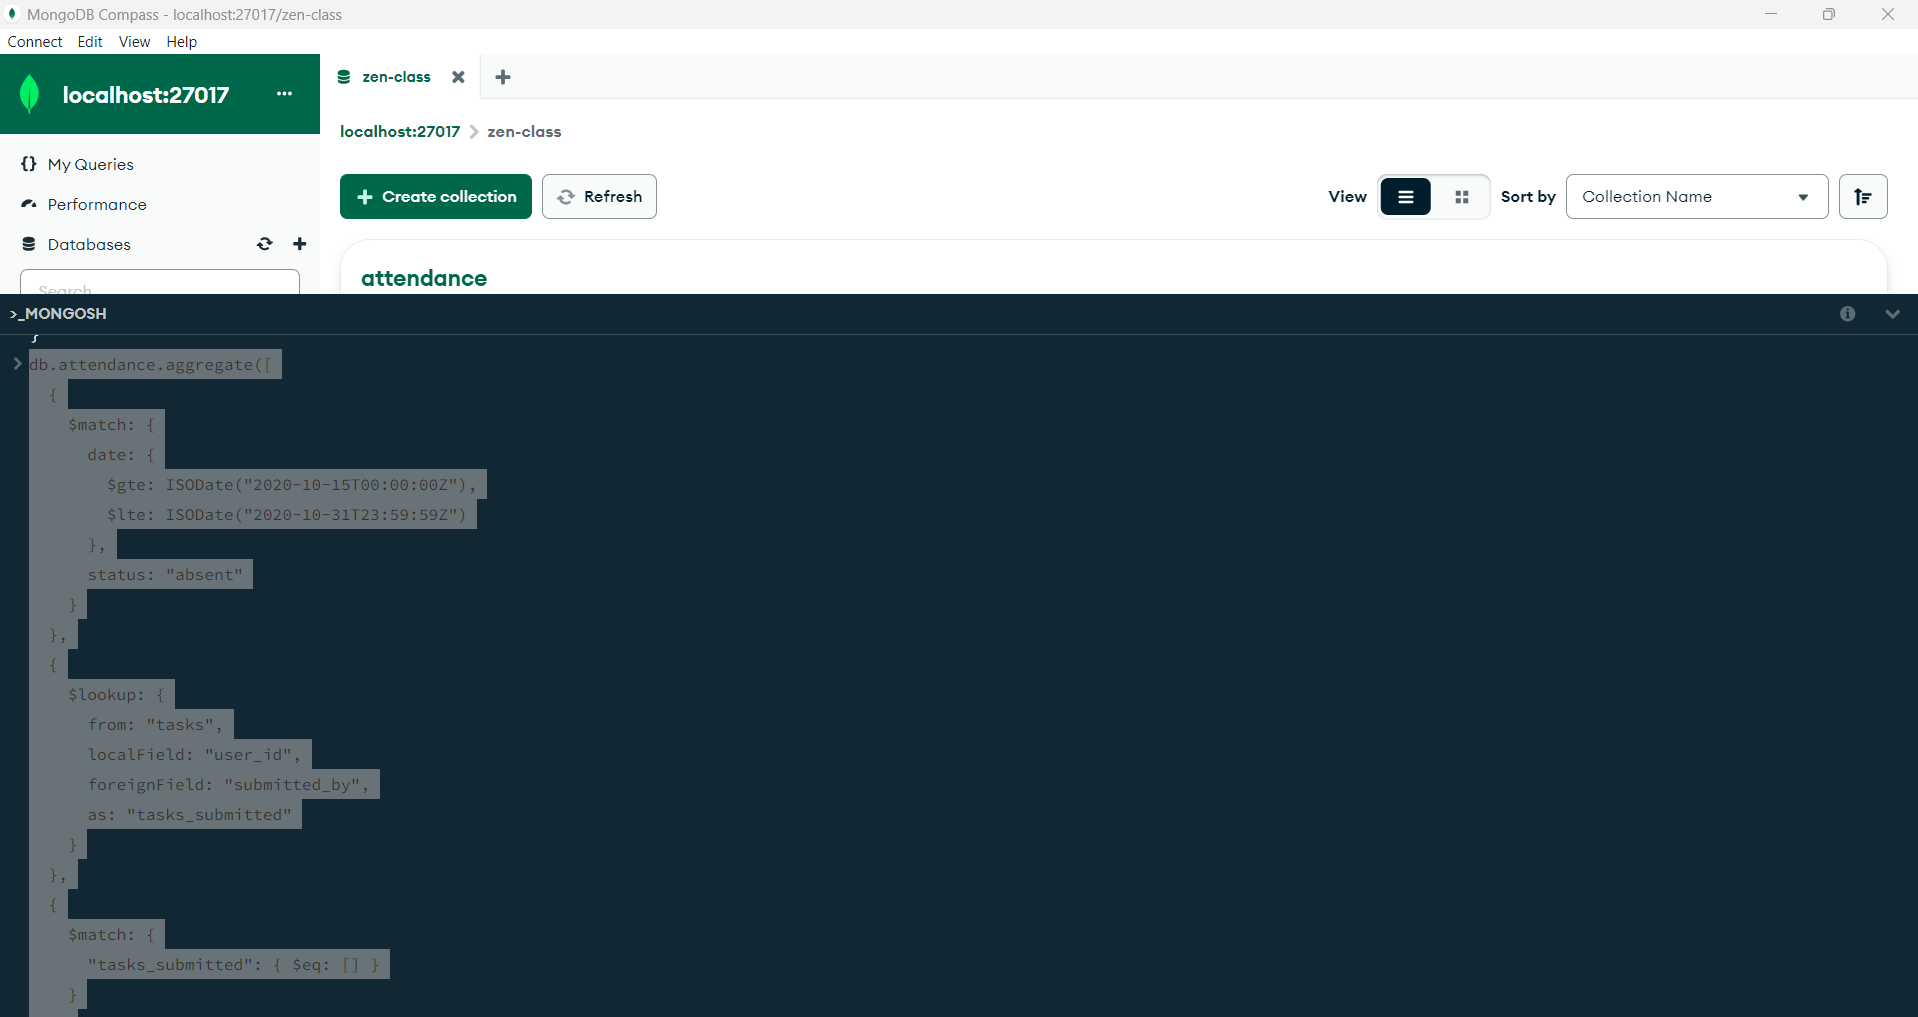 MongoDB Compass - localhost:27017/zen-class
Connect Edit View Help
localhost:27017 ...
zen-class
localhost:27017 > zen-class
{} My Queries
Performance
Databases
Search
+ Create collection
Refresh
View
Sort by
Collection Name
attendance
>_MONGOSH
}
> db.attendance.aggregate([
{
$match: {
date: {
$gte: ISODate("2020-10-15T00:00:00Z"),
$lte: ISODate("2020-10-31T23:59:59Z")
},
status: "absent"
}
},
{
$lookup: {
from: "tasks",
localField: "user_id",
foreignField: "submitted_by",
as: "tasks_submitted"
}
},
{
$match: {
"tasks_submitted": { $eq: [] }
}